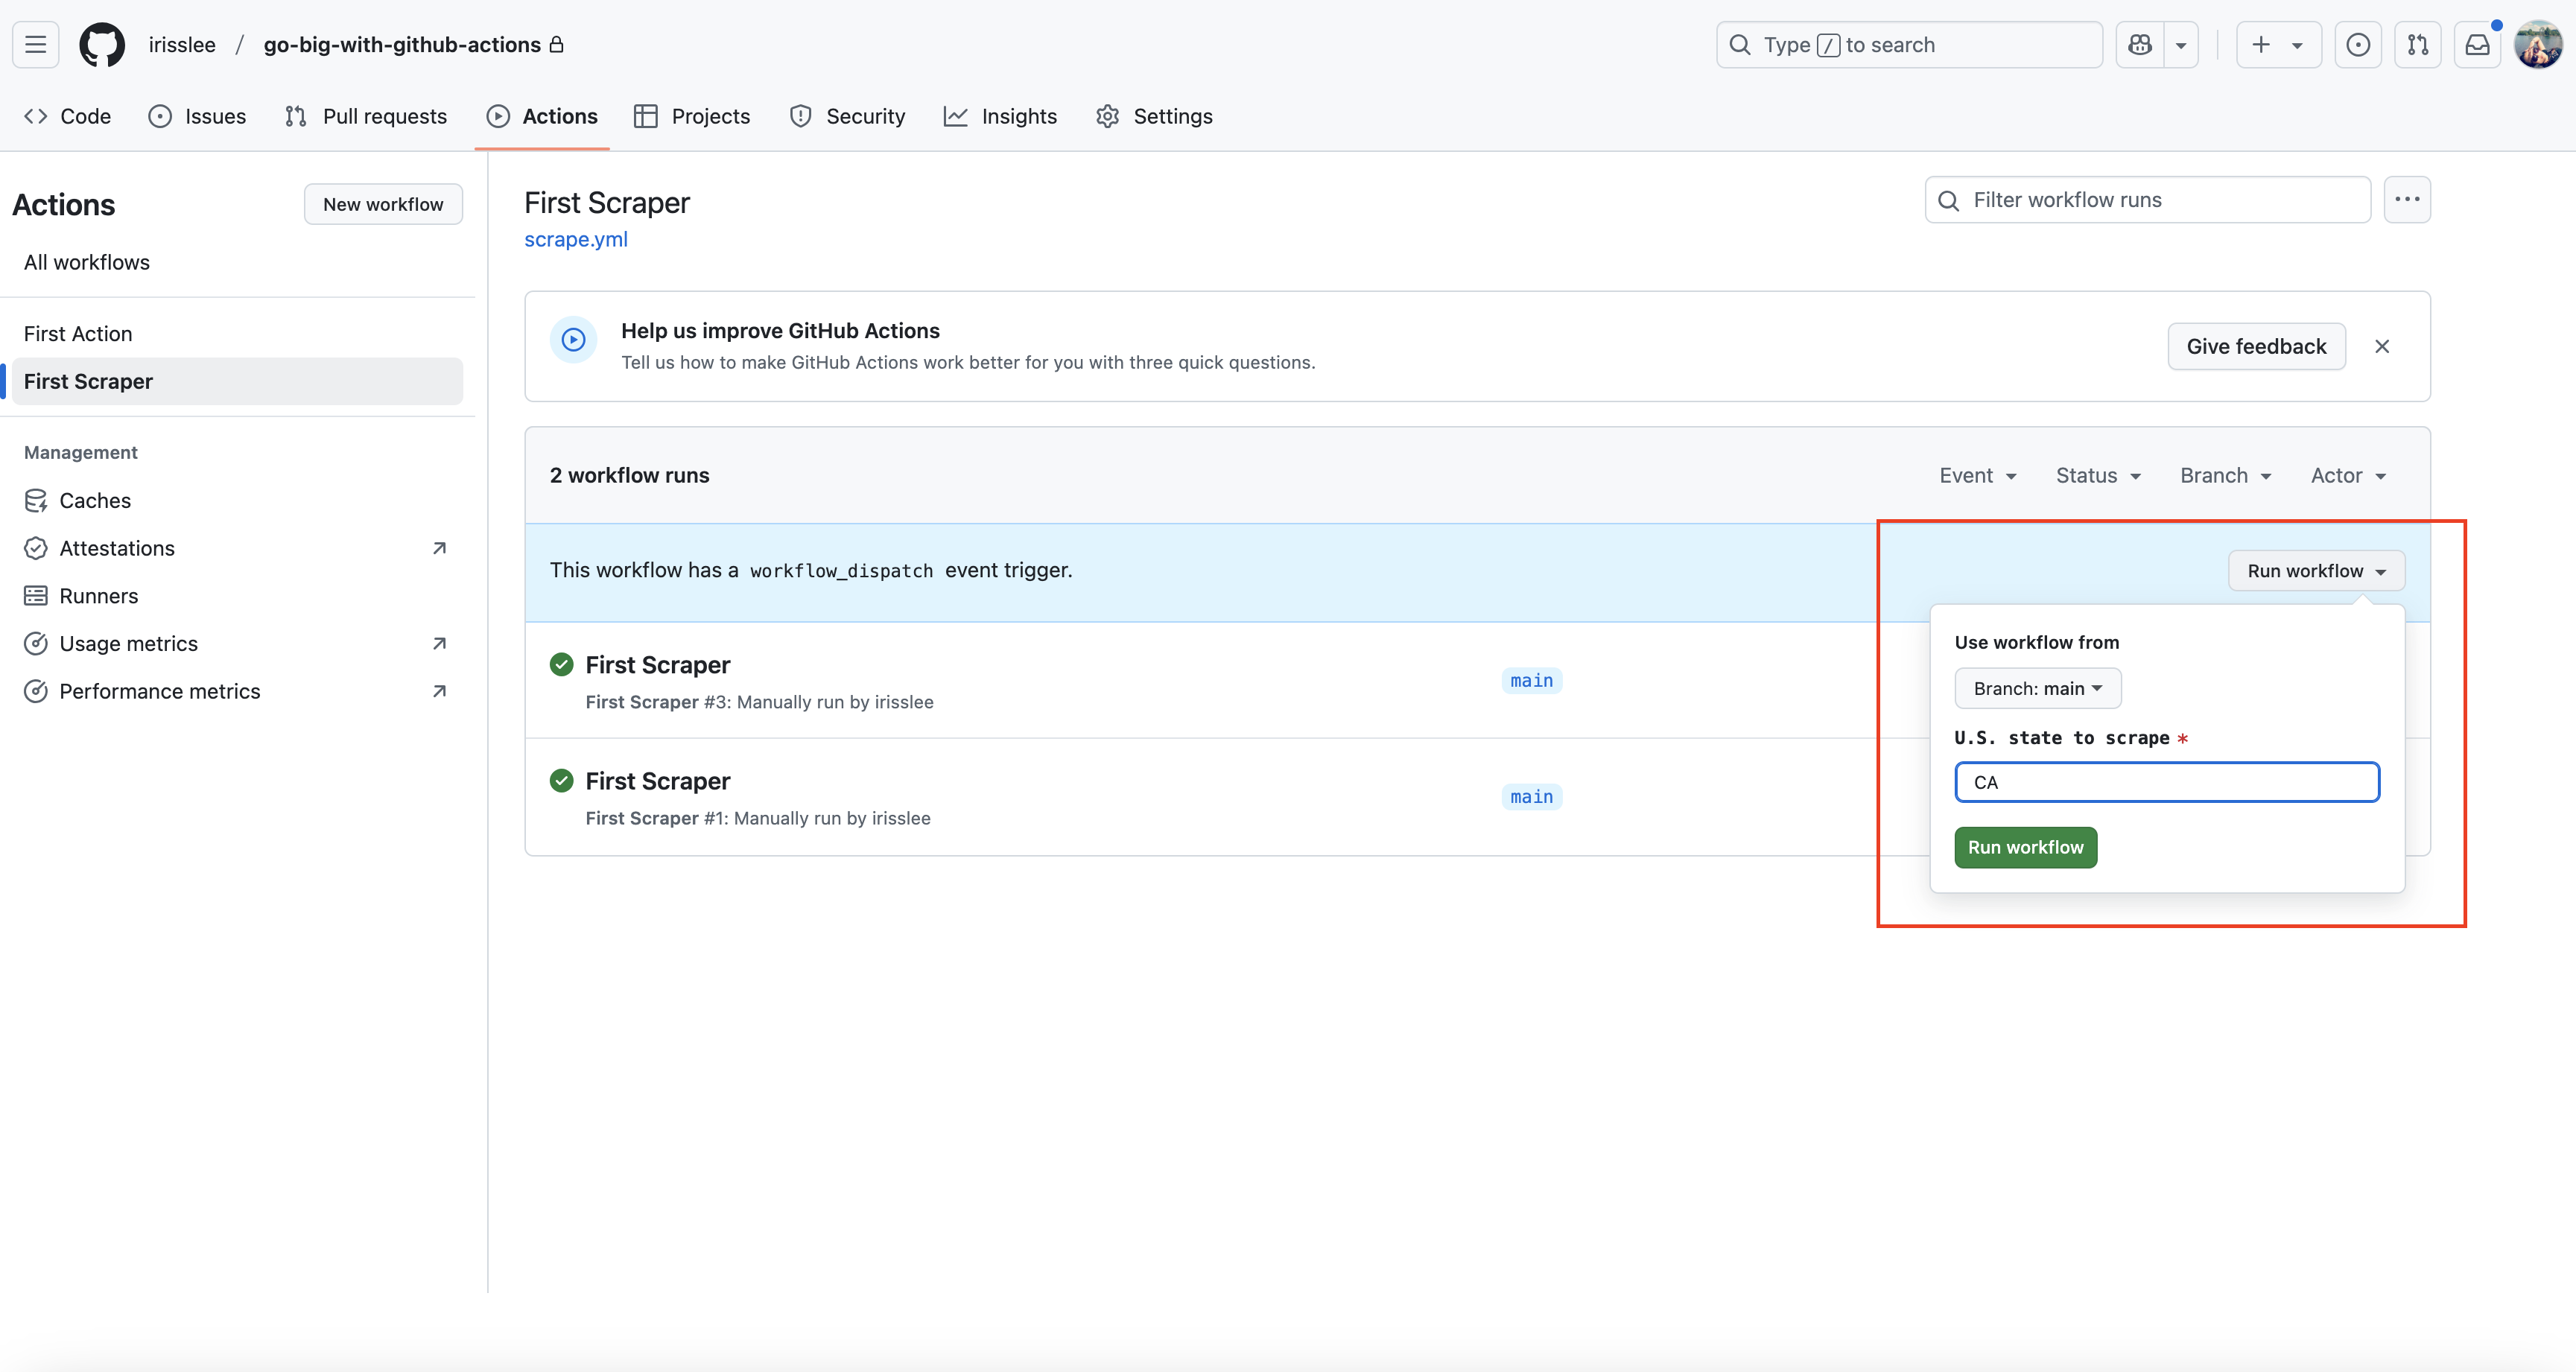 irisslee / go-big-with-github-actions
Type / to search
Code
Issues
Pull requests
Actions
Projects
Security
Insights
Settings
Actions
New workflow
All workflows
First Action
First Scraper
Management
Caches
Attestations
Runners
Usage metrics
Performance metrics
First Scraper
scrape.yml
Filter workflow runs
Help us improve GitHub Actions
Tell us how to make GitHub Actions work better for you with three quick questions.
Give feedback
2 workflow runs
Event
Status
Branch
Actor
This workflow has a workflow_dispatch event trigger.
Run workflow
First Scraper
First Scraper #3: Manually run by irisslee
main
First Scraper
First Scraper #1: Manually run by irisslee
main
Use workflow from
Branch: main
U.S. state to scrape *
CA
Run workflow